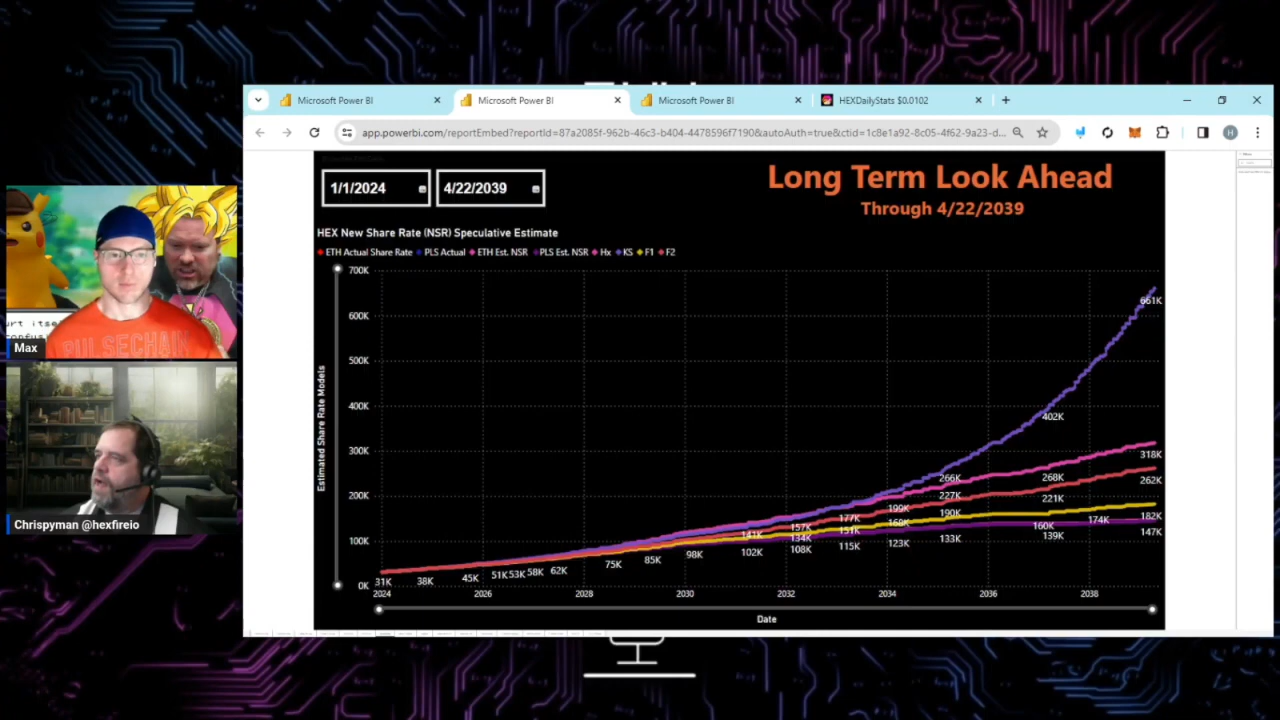 Microsoft Power BI
Microsoft Power BI
Microsoft Power BI
HEXDailyStats $0.0102
app.powerbi.com/reportEmbed?reportId=87a2085f-962b-46c3-b404-4478596f7190&autoAuth=true&ctid=1c8e1a92-8c05-4f62-9a23-d...
H
1/1/2024
4/22/2039
Long Term Look Ahead
Through 4/22/2039
HEX New Share Rate (NSR) Speculative Estimate
ETH Actual Share Rate PLS Actual ETH Est. NSR PLS Est. NSR Hx KS F1 F2
Estimated Share Rate Models
700K
600K
500K
400K
300K
200K
100K
0K
661K
402K
318K
266K
268K
262K
227K
221K
199K
190K
177K
182K
157K
168K
174K
141K
134K
151K
160K
147K
98K
102K
108K
115K
123K
133K
139K
31K
38K
45K
51K
53K
58K
62K
75K
85K
2024
2026
2028
2030
2032
2034
2036
2038
Date
PULSECHAIN
Max
Chrispyman @hexfireio